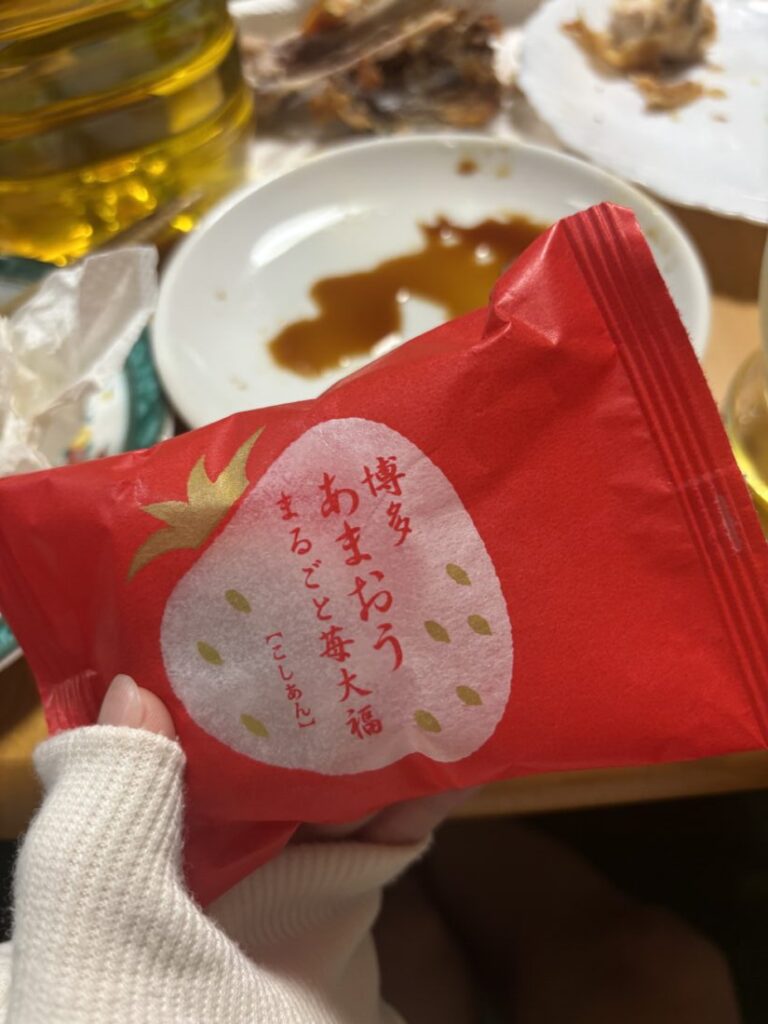 博多
あまおう
まるごと苺大福
【こしあん】